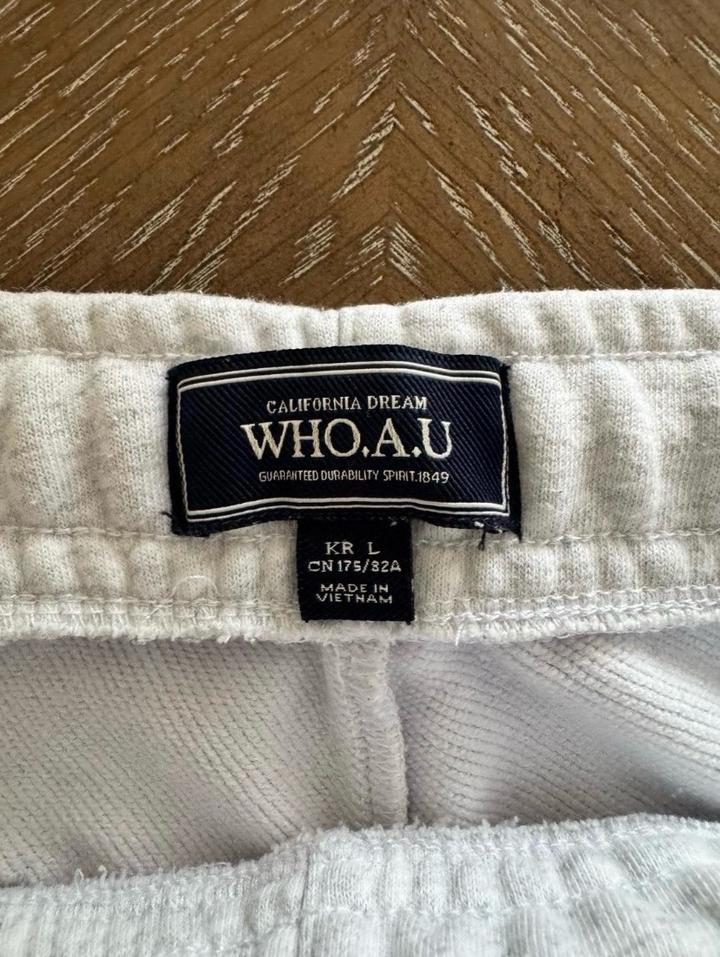 CALIFORNIA DREAM
WHO.A.U
GUARANTEED DURABILITY SPIRIT.1849
KR L
CN 175/82A
MADE IN
VIETNAM